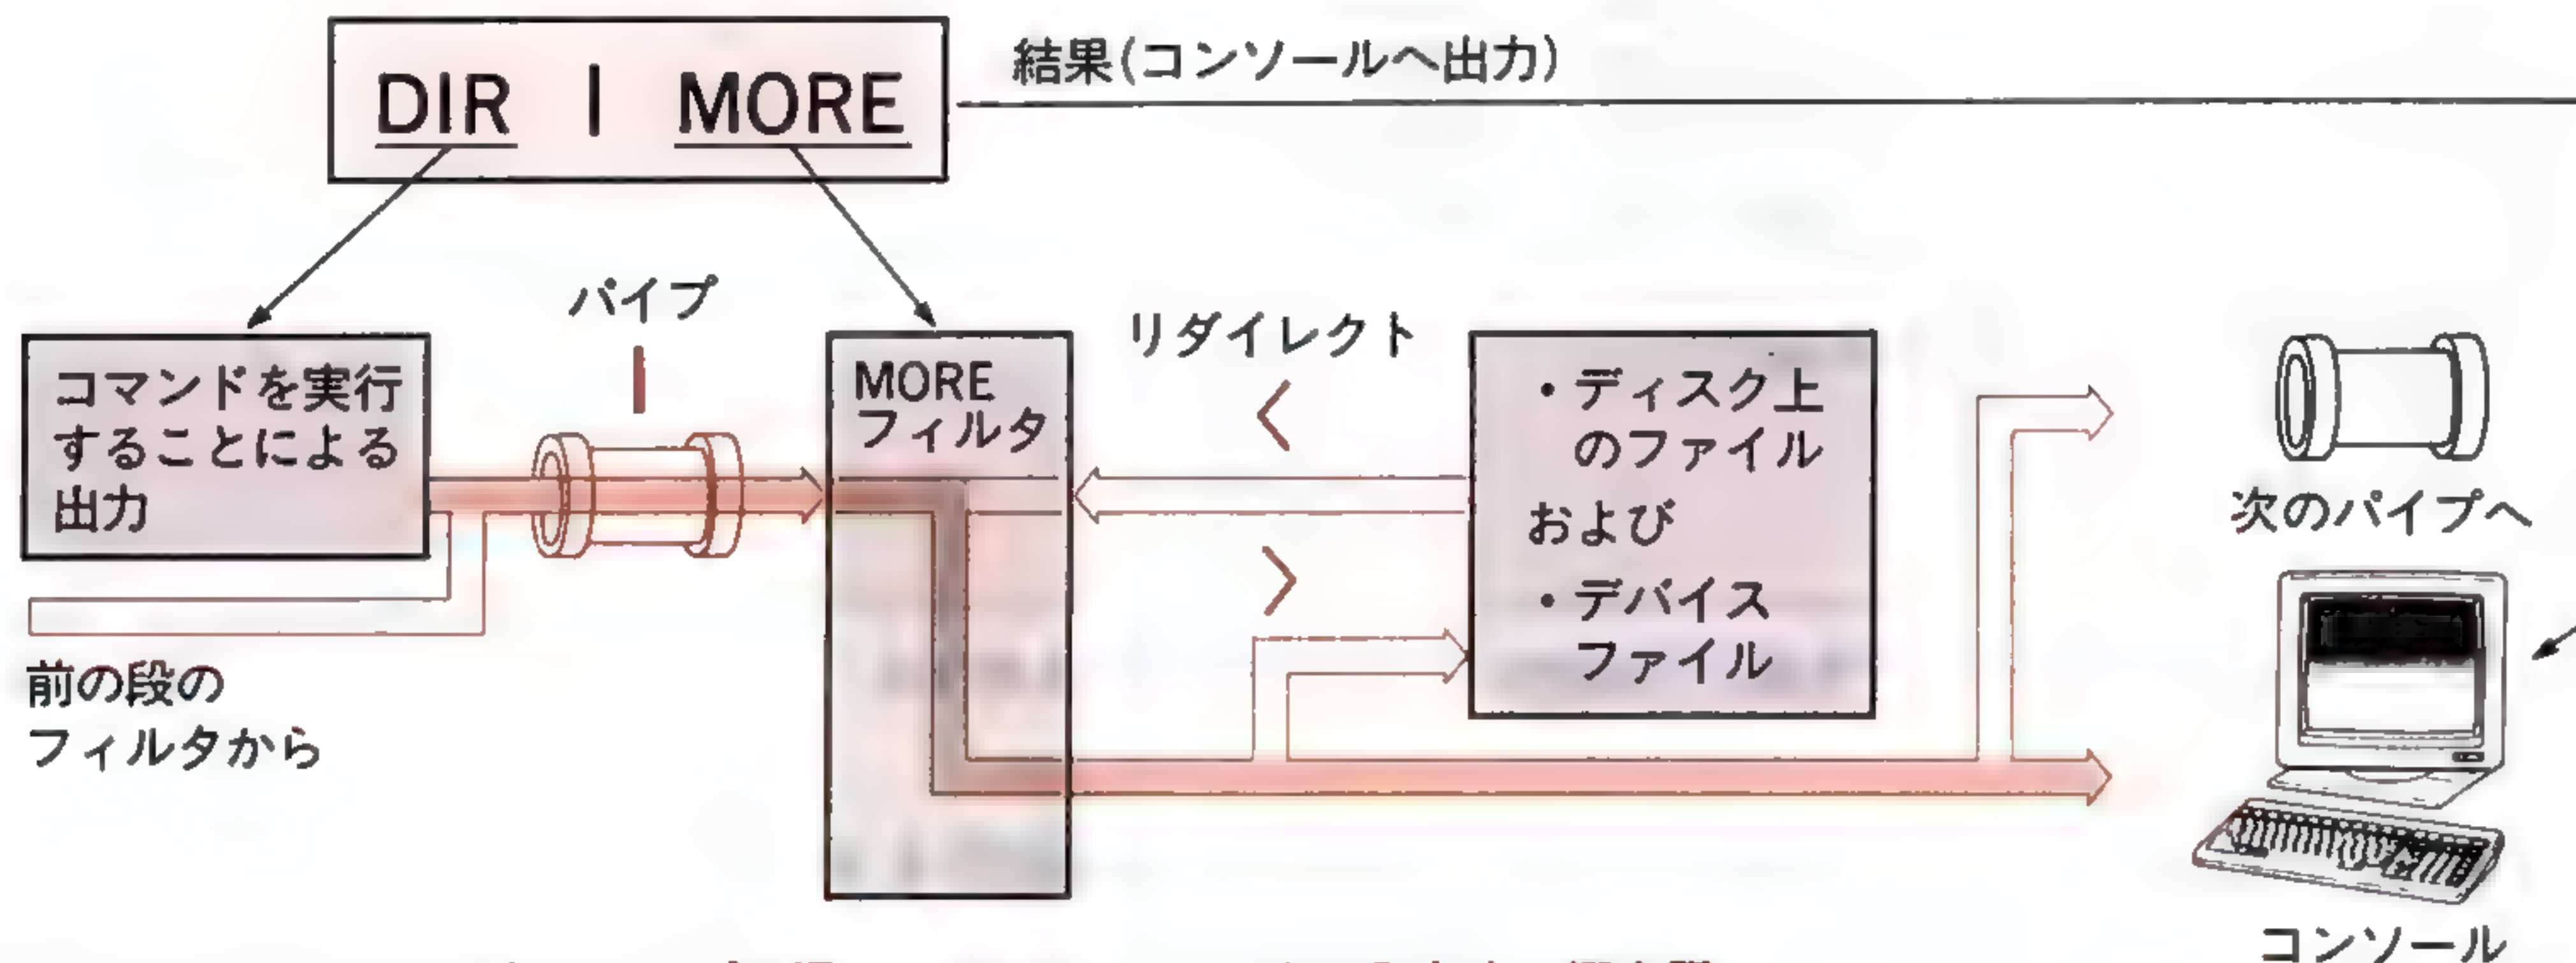 DIR | MORE
結果(コンソールへ出力)
パイプ
|
コマンドを実行
することによる
出力
前の段の
フィルタから
MORE
フィルタ
リダイレクト
<
>
・ディスク上
のファイル
および
・デバイス
ファイル
次のパイプへ
コンソール